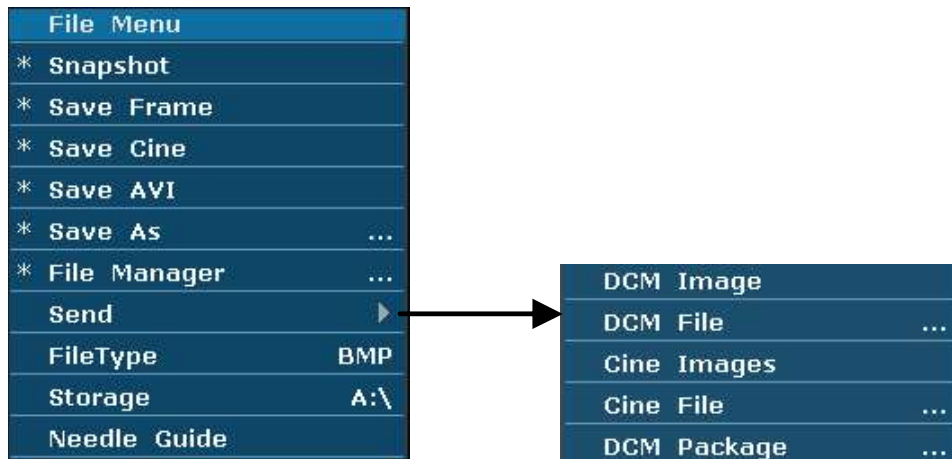 File Menu
* Snapshot
* Save Frame
* Save Cine
* Save AVI
* Save As ...
* File Manager ...
Send
FileType BMP
Storage A:\
Needle Guide
DCM Image
DCM File ...
Cine Images
Cine File ...
DCM Package ...